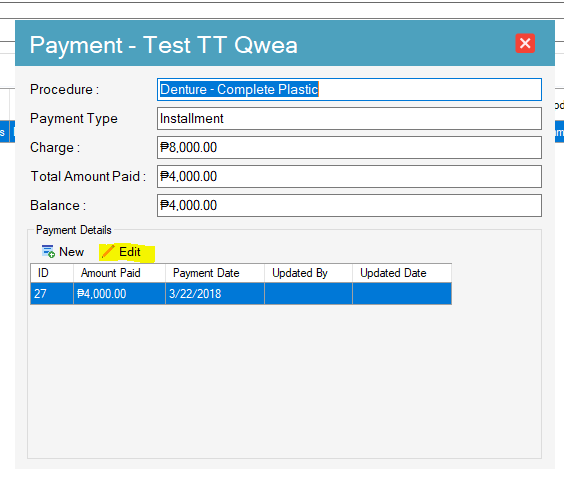 Payment - Test TT Qwea
Procedure : Denture - Complete Plastic
Payment Type Installment
Charge : ₱8,000.00
Total Amount Paid : ₱4,000.00
Balance : ₱4,000.00
Payment Details
New Edit
ID Amount Paid Payment Date Updated By Updated Date
27 ₱4,000.00 3/22/2018